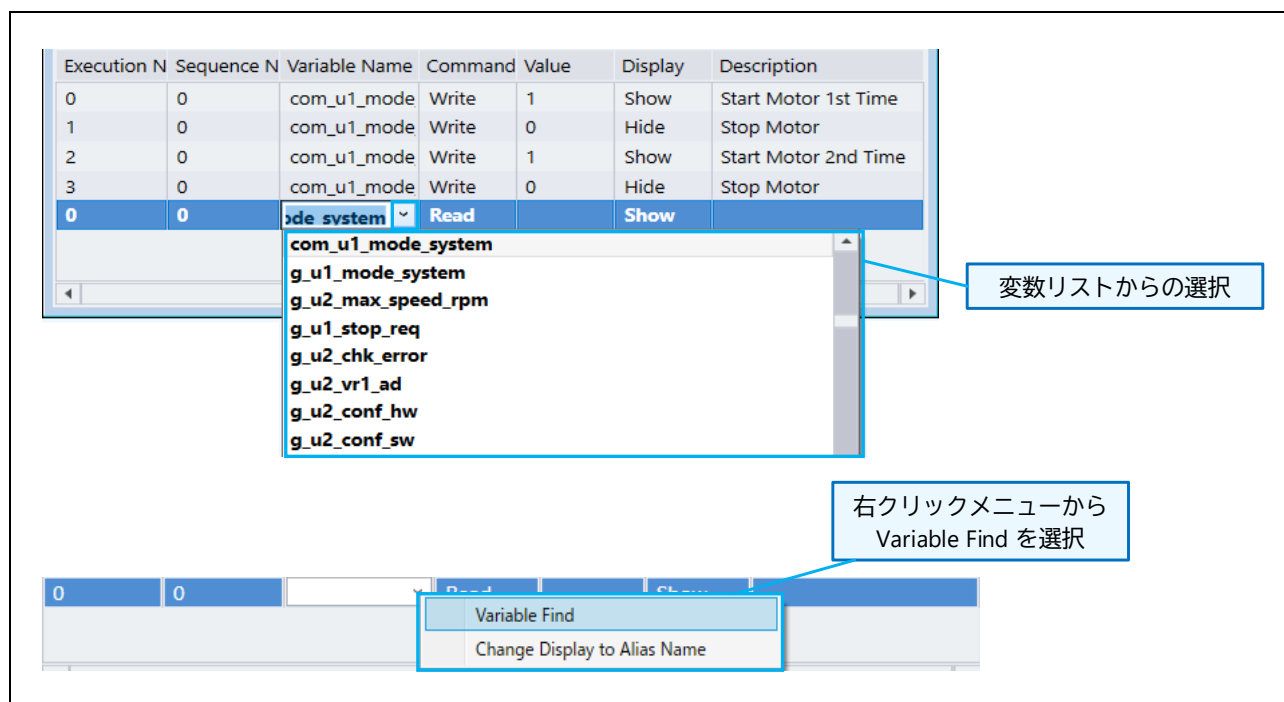 Execution N Sequence N Variable Name Command Value Display Description
0 0 com_u1_mode Write 1 Show Start Motor 1st Time
1 0 com_u1_mode Write 0 Hide Stop Motor
2 0 com_u1_mode Write 1 Show Start Motor 2nd Time
3 0 com_u1_mode Write 0 Hide Stop Motor
0 0 ode_system Read Show
com_u1_mode_system
g_u1_mode_system
g_u2_max_speed_rpm
g_u1_stop_req
g_u2_chk_error
g_u2_vr1_ad
g_u2_conf_hw
g_u2_conf_sw
変数リストからの選択
右クリックメニューから
Variable Find を選択
0 0 Read Show
Variable Find
Change Display to Alias Name